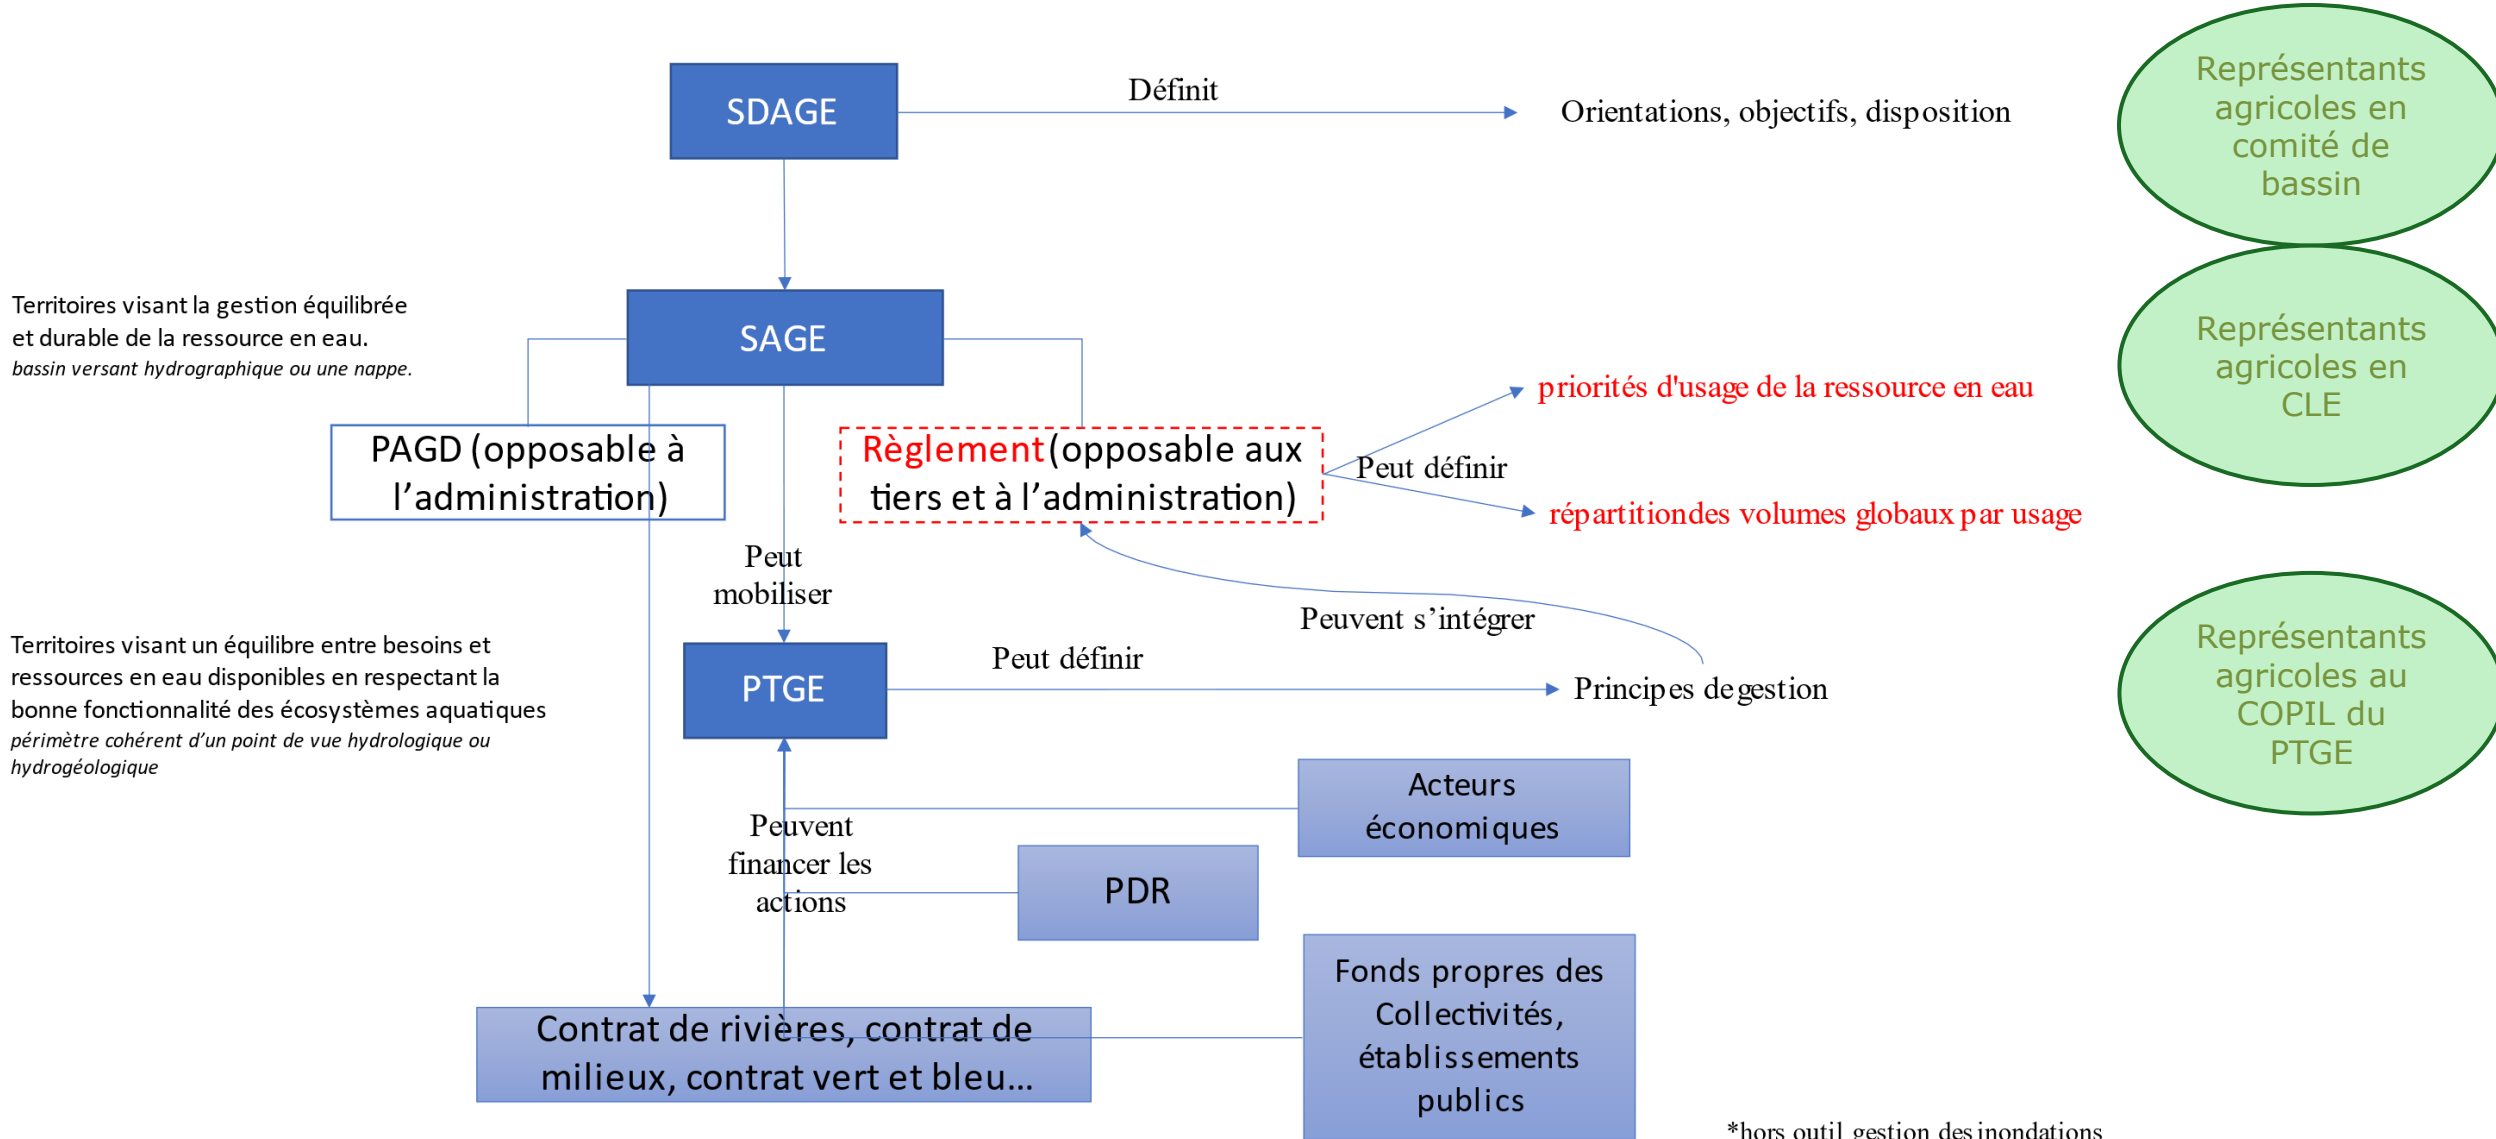 SDAGE
Définit
Orientations, objectifs, disposition
Représentants
agricoles en
comité de
bassin
Territoires visant la gestion équilibrée
et durable de la ressource en eau.
bassin versant hydrographique ou une nappe.
SAGE
Représentants
agricoles en
CLE
PAGD (opposable à
l’administration)
Règlement (opposable aux
tiers et à l’administration)
Peut définir
priorités d'usage de la ressource en eau
répartition des volumes globaux par usage
Peut
mobiliser
Peuvent s’intégrer
Territoires visant un équilibre entre besoins et
ressources en eau disponibles en respectant la
bonne fonctionnalité des écosystèmes aquatiques
périmètre cohérent d’un point de vue hydrologique ou
hydrogéologique
PTGE
Peut définir
Principes de gestion
Représentants
agricoles au
COPIL du
PTGE
Peuvent
financer les
actions
Acteurs
économiques
PDR
Contrat de rivières, contrat de
milieux, contrat vert et bleu…
Fonds propres des
Collectivités,
établissements
publics
*hors outil gestion des inondations